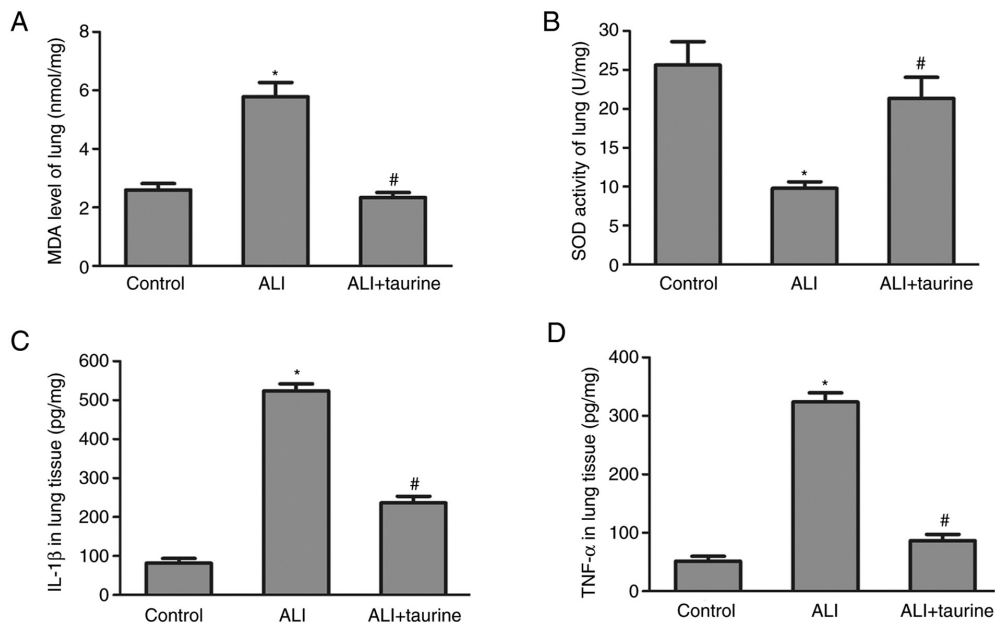 A
MDA level of lung (nmol/mg)
8
6
4
2
0
*
#
Control ALI ALI+taurine
B
SOD activity of lung (U/mg)
30
25
20
15
10
5
0
*
#
Control ALI ALI+taurine
C
IL-1β in lung tissue (pg/mg)
600
500
400
300
200
100
0
*
#
Control ALI ALI+taurine
D
TNF-α in lung tissue (pg/mg)
400
300
200
100
0
*
#
Control ALI ALI+taurine